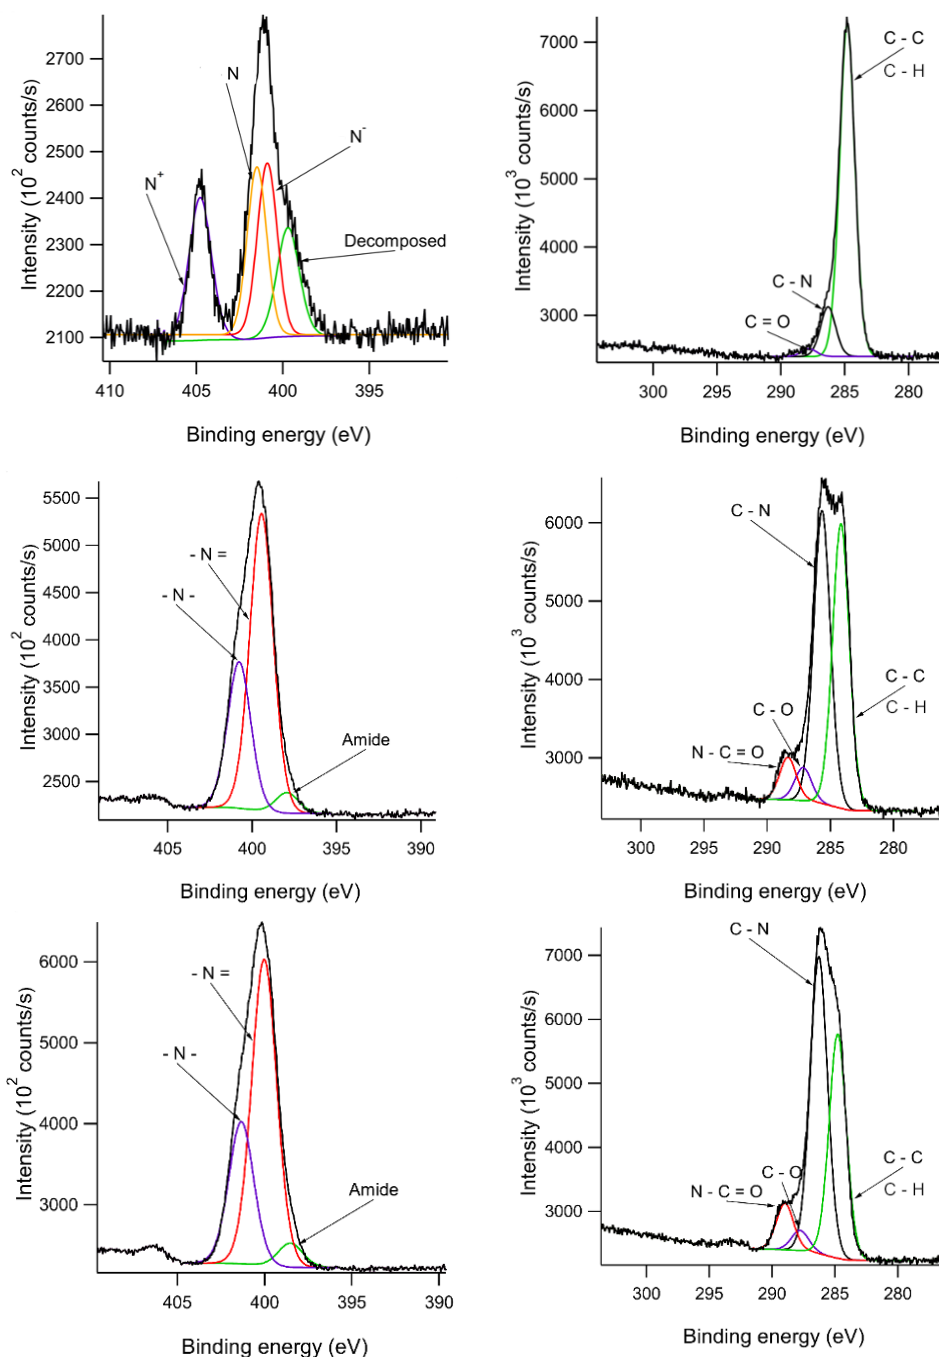 2700
2600
2500
2400
2300
2200
2100
Intensity (10² counts/s)
N⁺
N
N⁻
Decomposed
410 405 400 395
Binding energy (eV)
7000
6000
5000
4000
3000
Intensity (10³ counts/s)
C - C
C - H
C - N
C = O
300 295 290 285 280
Binding energy (eV)
5500
5000
4500
4000
3500
3000
2500
Intensity (10² counts/s)
- N =
- N -
Amide
405 400 395 390
Binding energy (eV)
6000
5000
4000
3000
Intensity (10³ counts/s)
C - N
C - O
N - C = O
C - C
C - H
300 295 290 285 280
Binding energy (eV)
6000
5000
4000
3000
Intensity (10² counts/s)
- N =
- N -
Amide
405 400 395 390
Binding energy (eV)
7000
6000
5000
4000
3000
Intensity (10³ counts/s)
C - N
C - O
N - C = O
C - C
C - H
300 295 290 285 280
Binding energy (eV)